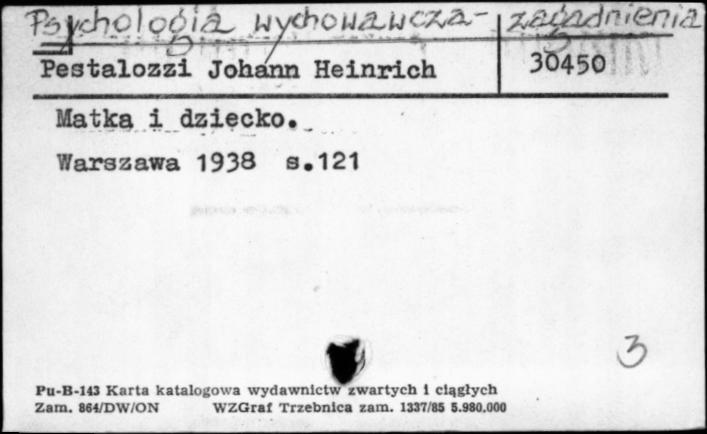 Psychologia wychowawcza - zagadnienia
Pestalozzi Johann Heinrich 30450
Matka i dziecko.
Warszawa 1938 s.121
3
Pu-B-143 Karta katalogowa wydawnictw zwartych i ciągłych
Zam. 864/DW/ON WZGraf Trzebnica zam. 1337/85 5.980.000